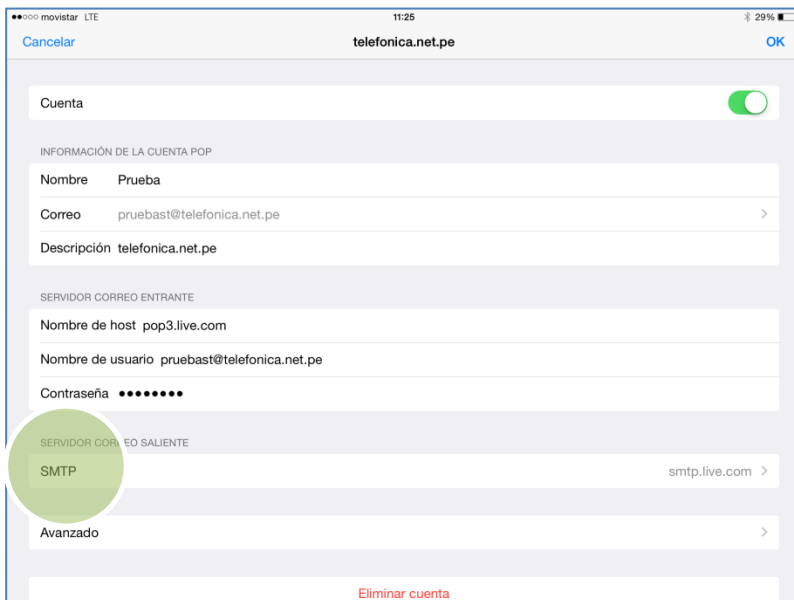 movistar LTE 11:25 29%
Cancelar telefonica.net.pe OK
Cuenta
INFORMACIÓN DE LA CUENTA POP
Nombre Prueba
Correo pruebast@telefonica.net.pe
Descripción telefonica.net.pe
SERVIDOR CORREO ENTRANTE
Nombre de host pop3.live.com
Nombre de usuario pruebast@telefonica.net.pe
Contraseña ••••••••
SERVIDOR CORREO SALIENTE
SMTP smtp.live.com
Avanzado
Eliminar cuenta